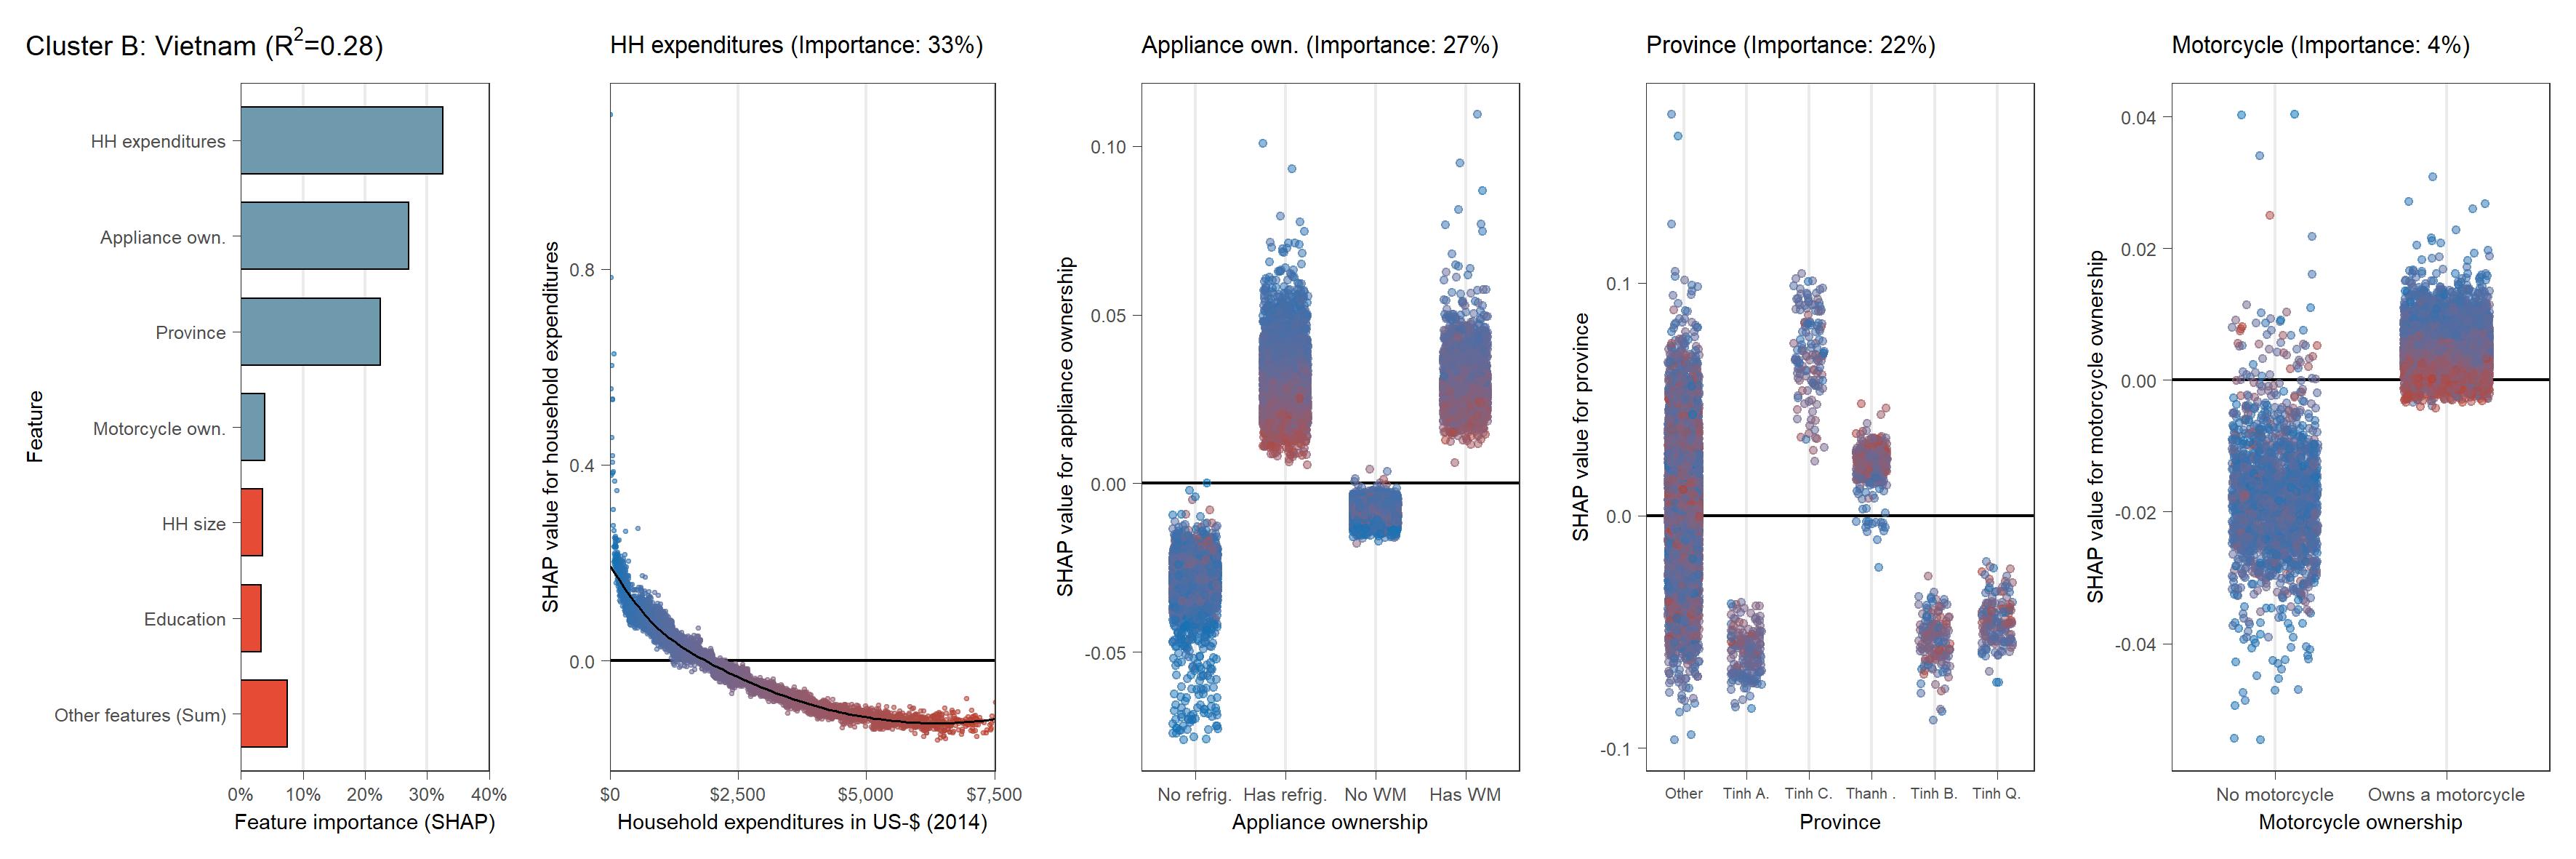 Cluster B: Vietnam (R²=0.28)
Feature
HH expenditures
Appliance own.
Province
Motorcycle own.
HH size
Education
Other features (Sum)
0% 10% 20% 30% 40%
Feature importance (SHAP)
HH expenditures (Importance: 33%)
SHAP value for household expenditures
0.8
0.4
0.0
$0 $2,500 $5,000 $7,500
Household expenditures in US-$ (2014)
Appliance own. (Importance: 27%)
SHAP value for appliance ownership
0.10
0.05
0.00
-0.05
No refrig. Has refrig. No WM Has WM
Appliance ownership
Province (Importance: 22%)
SHAP value for province
0.1
0.0
-0.1
Other Tinh A. Tinh C. Thanh . Tinh B. Tinh Q.
Province
Motorcycle (Importance: 4%)
SHAP value for motorcycle ownership
0.04
0.02
0.00
-0.02
-0.04
No motorcycle Owns a motorcycle
Motorcycle ownership